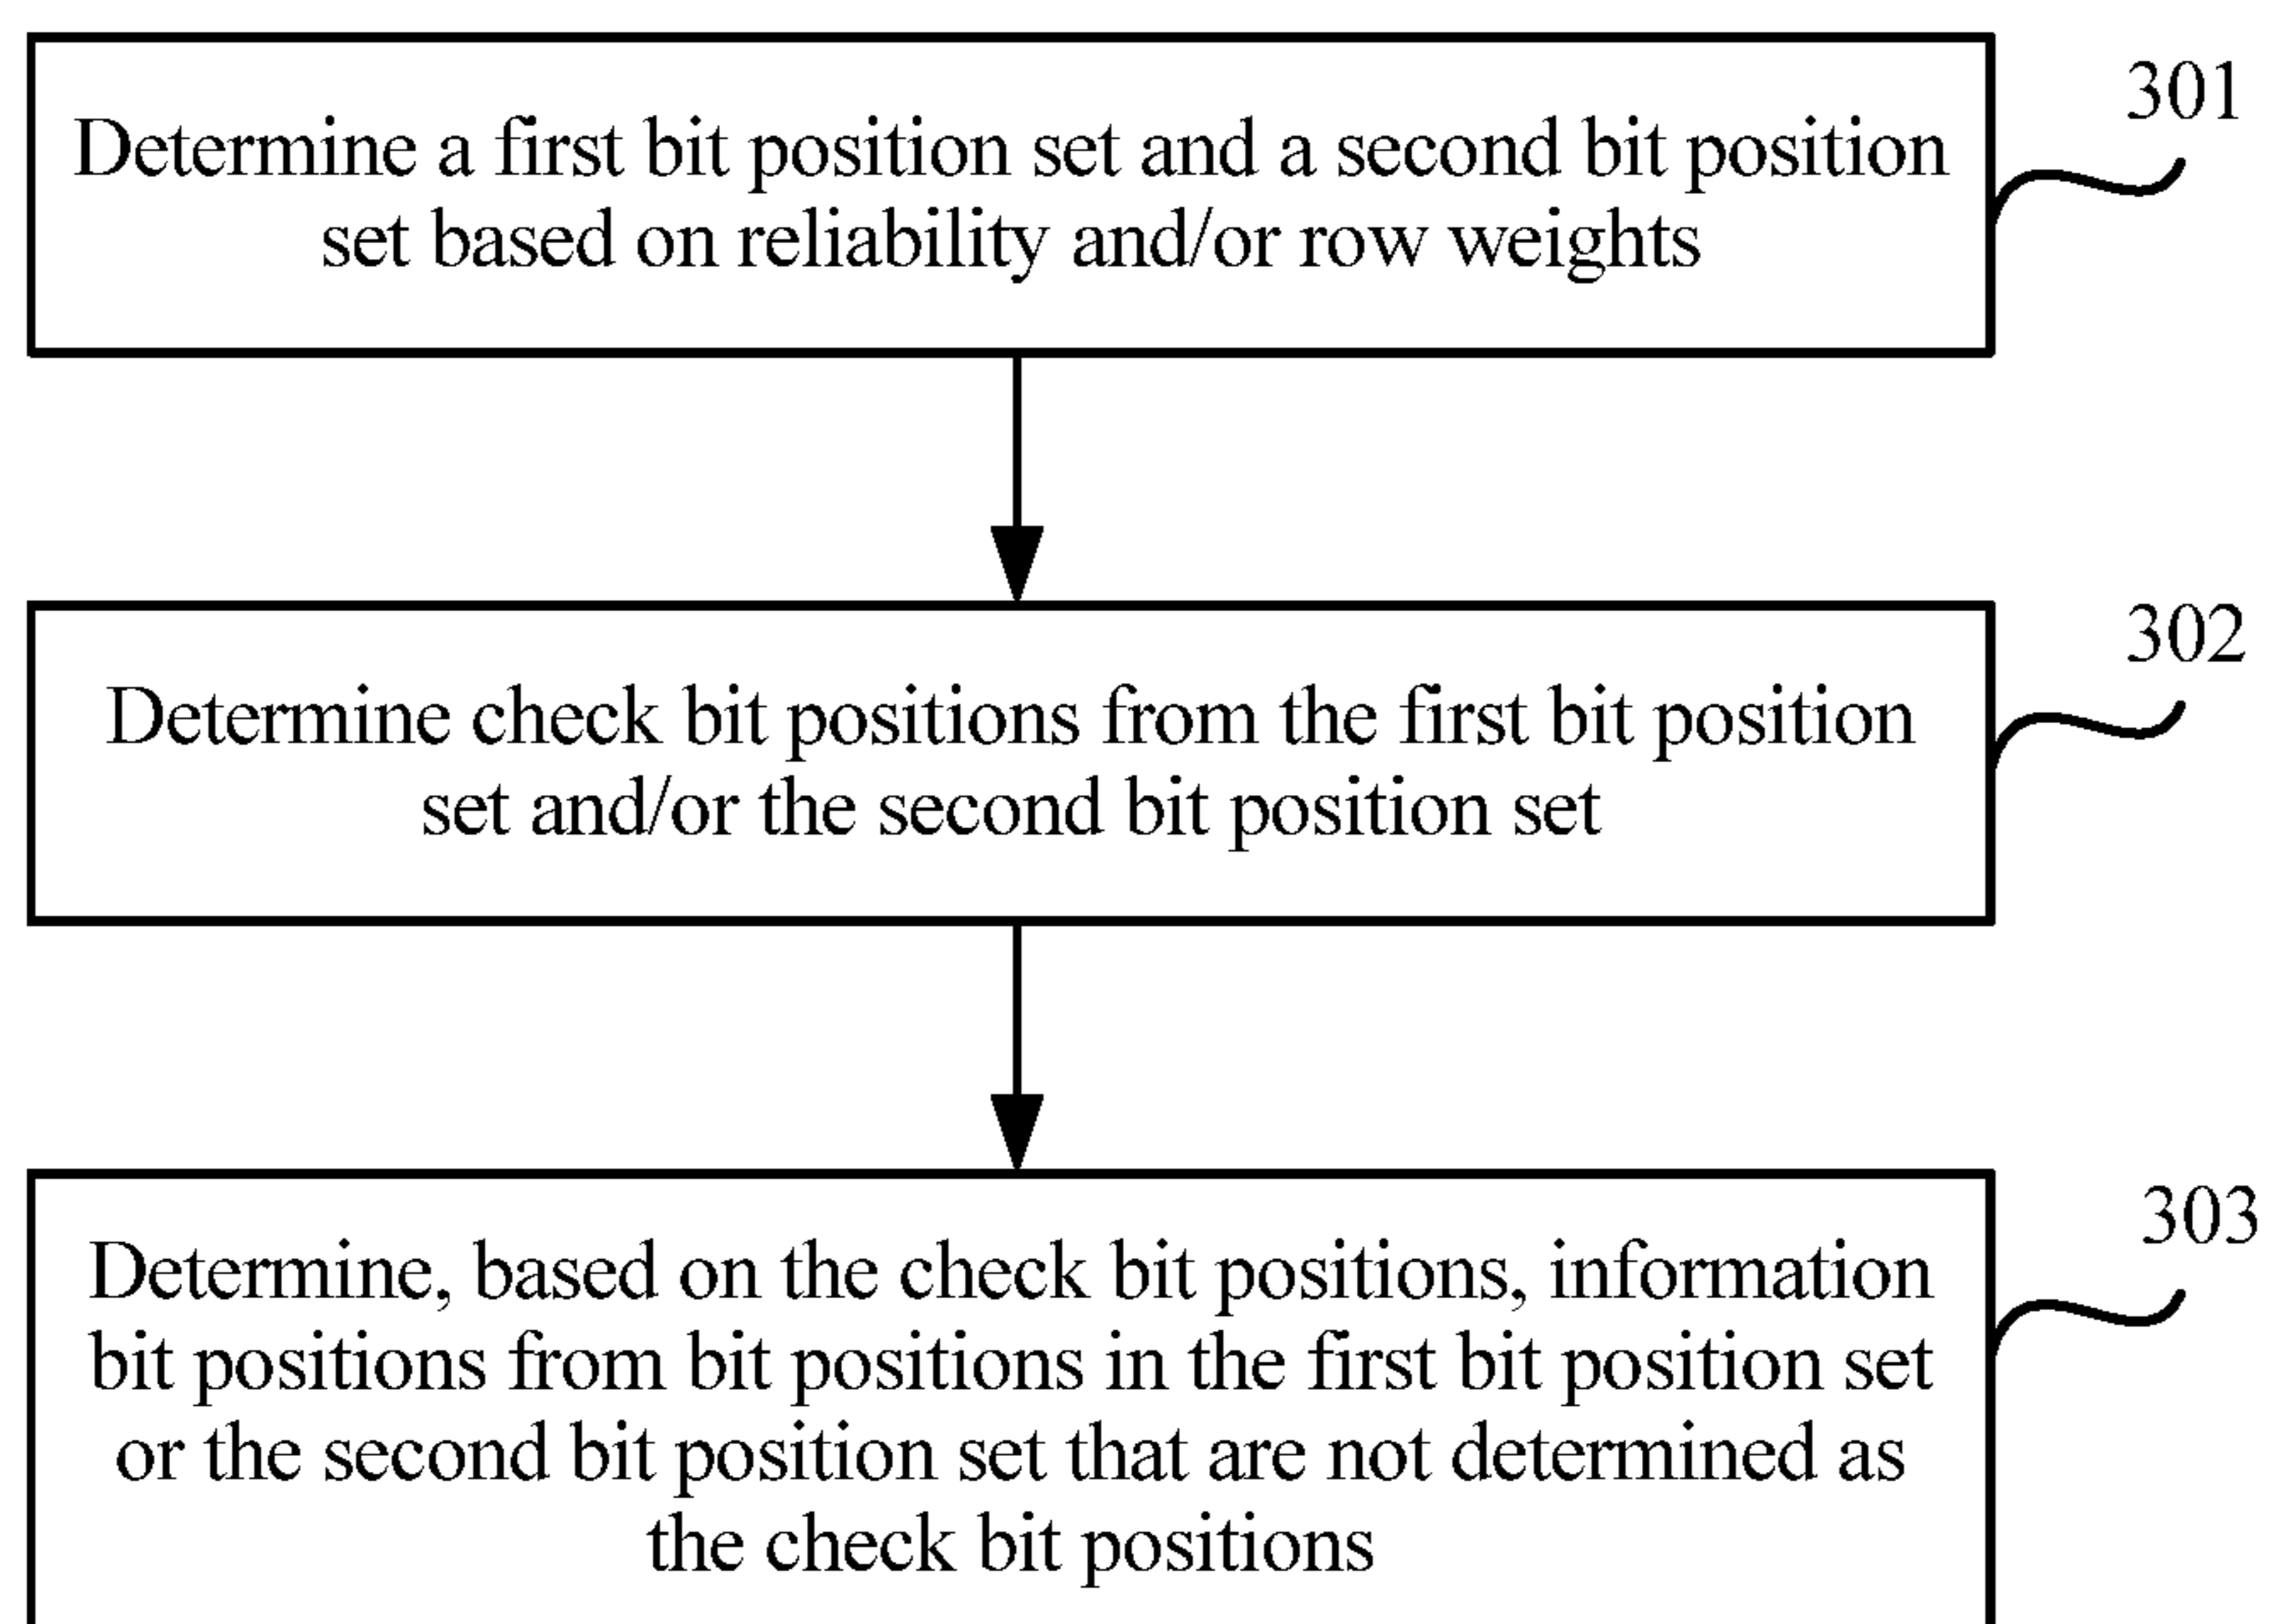 301
Determine a first bit position set and a second bit position
set based on reliability and/or row weights
302
Determine check bit positions from the first bit position
set and/or the second bit position set
303
Determine, based on the check bit positions, information
bit positions from bit positions in the first bit position set
or the second bit position set that are not determined as
the check bit positions